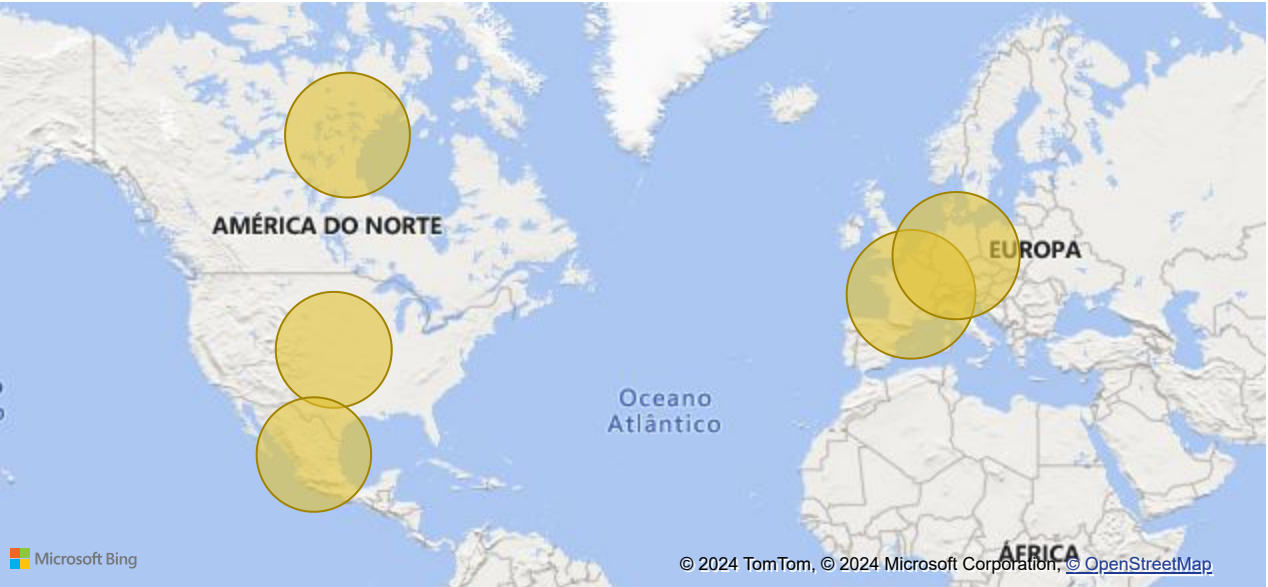 AMÉRICA DO NORTE
EUROPA
Oceano
Atlântico
ÁFRICA
Microsoft Bing
© 2024 TomTom, © 2024 Microsoft Corporation, © OpenStreetMap